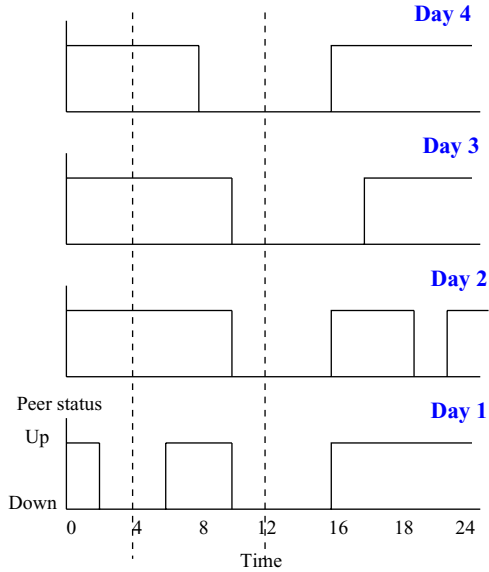 Day 4
Day 3
Day 2
Peer status
Day 1
Up
Down
0 4 8 12 16 18 24
Time